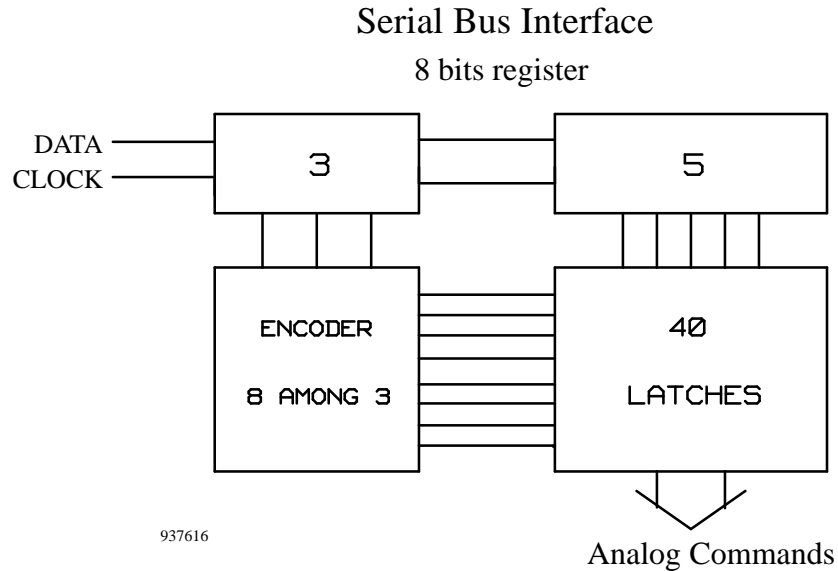 Serial Bus Interface
8 bits register
DATA
CLOCK
3
5
ENCODER
8 AMONG 3
40
LATCHES
937616
Analog Commands